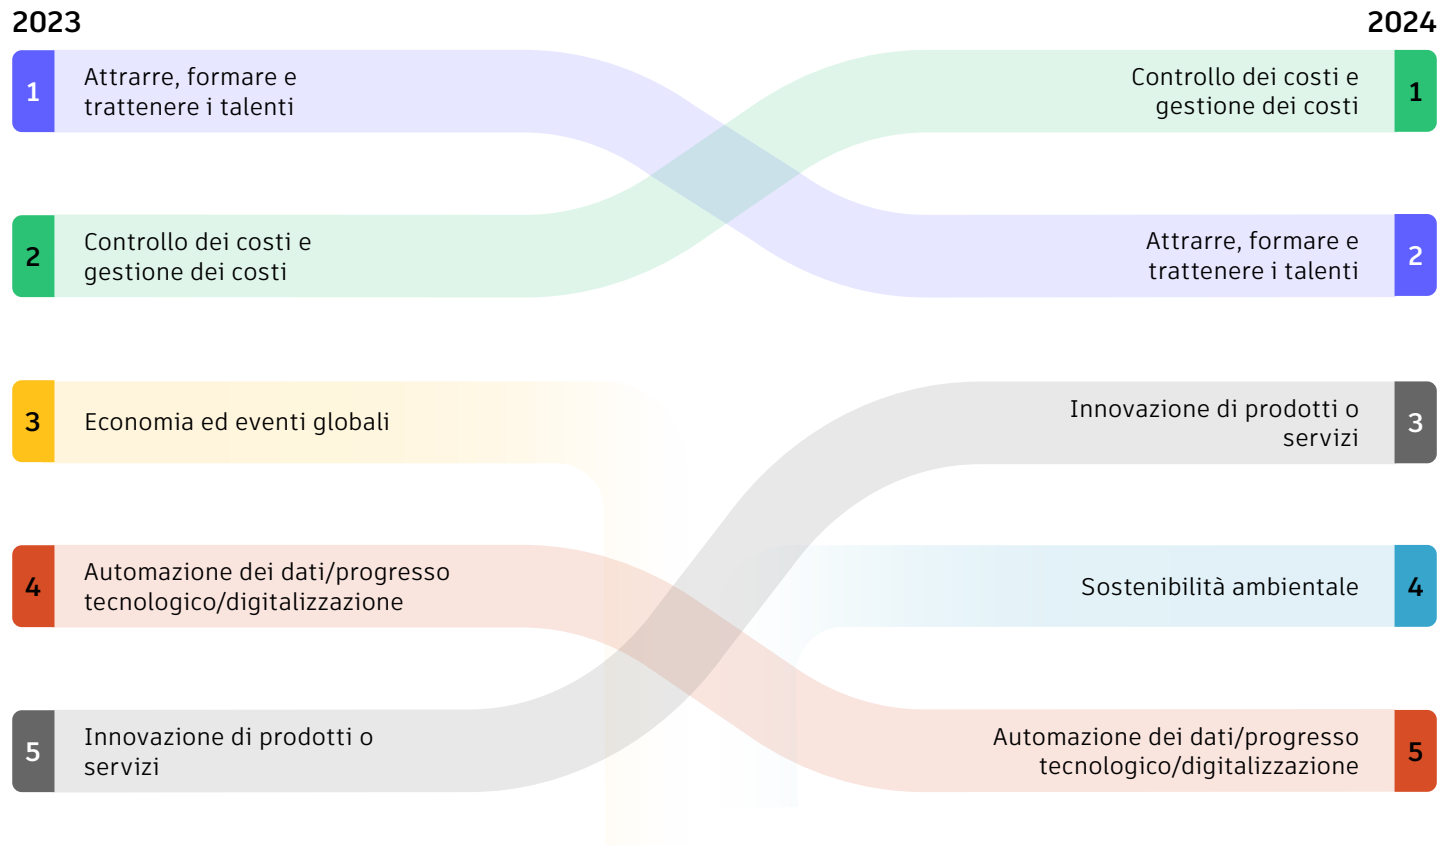 2023
1
Attrarre, formare e
trattenere i talenti
2
Controllo dei costi e
gestione dei costi
3
Economia ed eventi globali
4
Automazione dei dati/progresso
tecnologico/digitalizzazione
5
Innovazione di prodotti o
servizi
2024
Controllo dei costi e
gestione dei costi
1
Attrarre, formare e
trattenere i talenti
2
Innovazione di prodotti o
servizi
3
Sostenibilità ambientale
4
Automazione dei dati/progresso
tecnologico/digitalizzazione
5